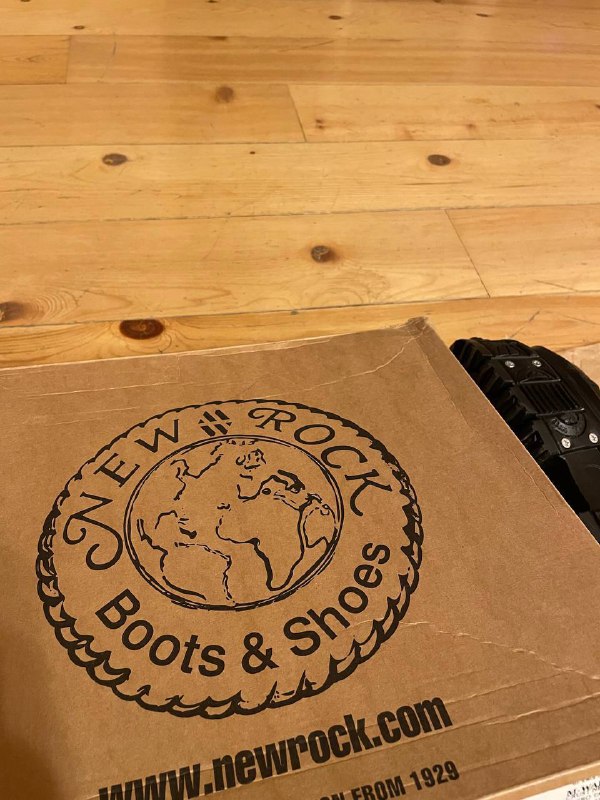 NEW ROCK
Boots & Shoes
www.newrock.com
FROM 1929